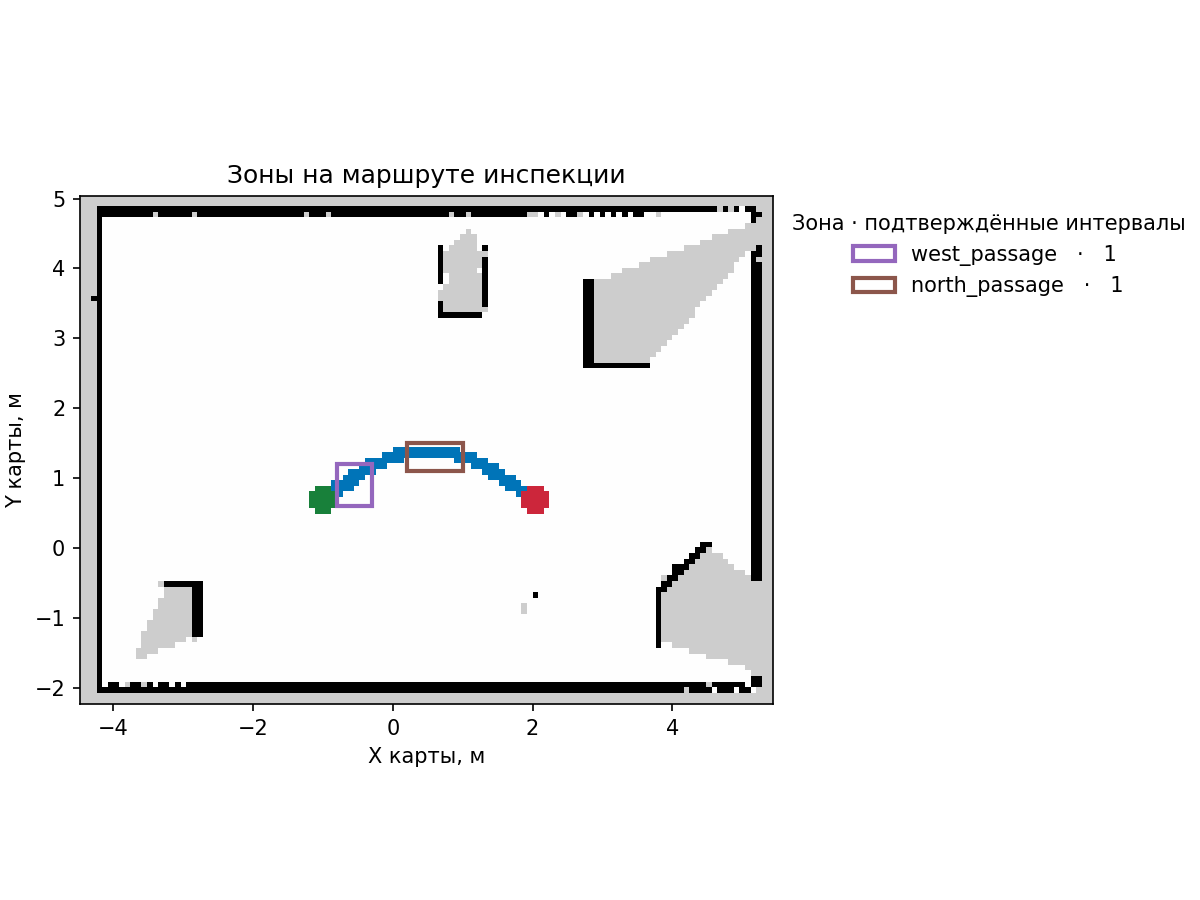 Зоны на маршруте инспекции
Зона · подтверждённые интервалы
west_passage · 1
north_passage · 1
5
4
3
2
1
0
−1
−2
Y карты, м
−4
−2
0
2
4
X карты, м